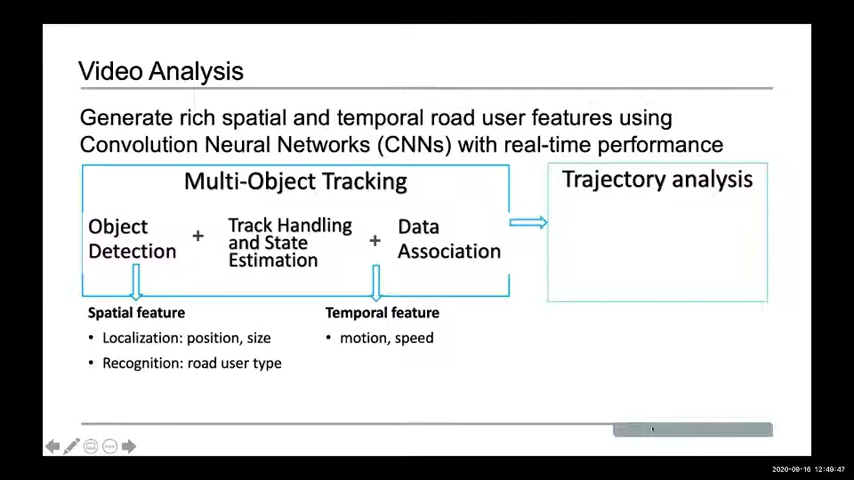 Video Analysis
Generate rich spatial and temporal road user features using
Convolution Neural Networks (CNNs) with real-time performance
Multi-Object Tracking
Object
Detection
+
Track Handling
and State
Estimation
+
Data
Association
Trajectory analysis
Spatial feature
• Localization: position, size
• Recognition: road user type
Temporal feature
• motion, speed
2020-09-16 12:49:47